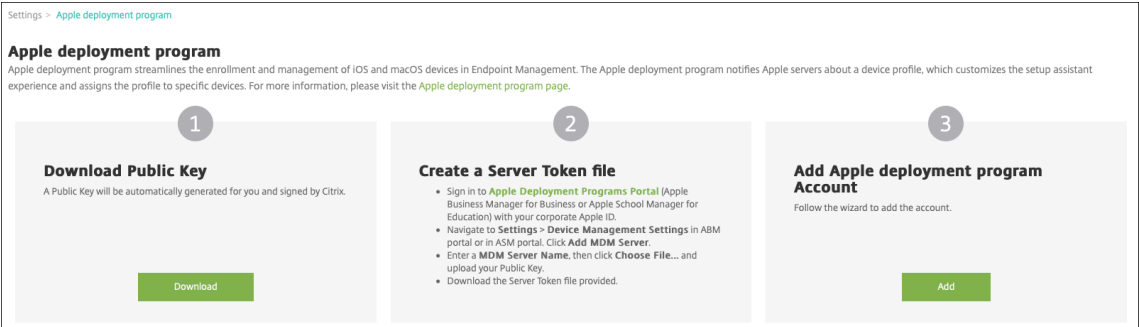 Settings > Apple deployment program
Apple deployment program
Apple deployment program streamlines the enrollment and management of iOS and macOS devices in Endpoint Management. The Apple deployment program notifies Apple servers about a device profile, which customizes the setup assistant
experience and assigns the profile to specific devices. For more information, please visit the Apple deployment program page.
1
Download Public Key
A Public Key will be automatically generated for you and signed by Citrix.
Download
2
Create a Server Token file
• Sign in to Apple Deployment Programs Portal (Apple
Business Manager for Business or Apple School Manager for
Education) with your corporate Apple ID.
• Navigate to Settings > Device Management Settings in ABM
portal or in ASM portal. Click Add MDM Server.
• Enter a MDM Server Name, then click Choose File... and
upload your Public Key.
• Download the Server Token file provided.
3
Add Apple deployment program
Account
Follow the wizard to add the account.
Add